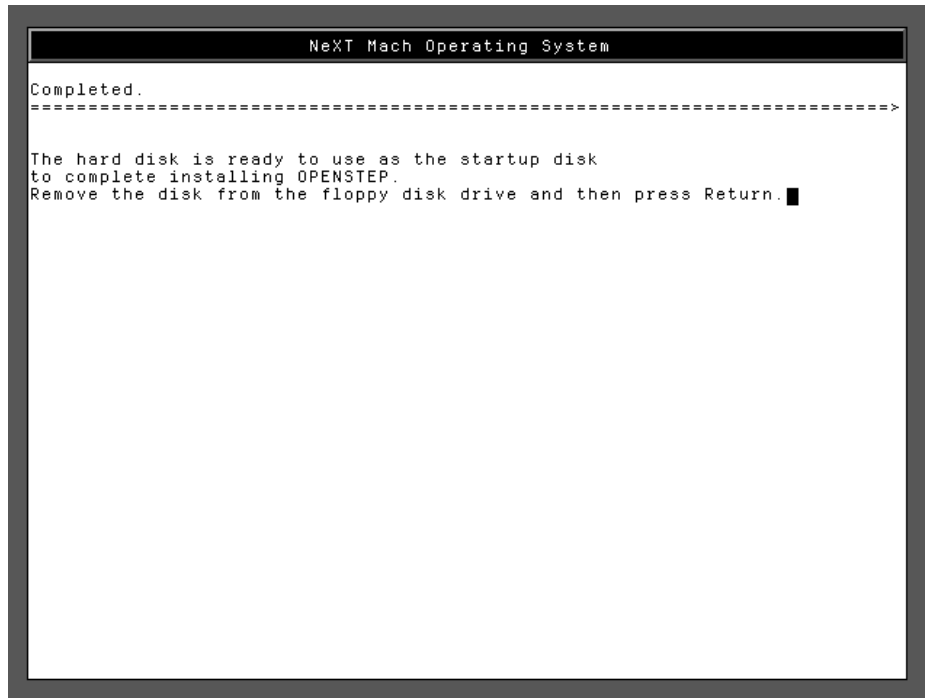 NeXT Mach Operating System
Completed.
==========================================================================>
The hard disk is ready to use as the startup disk
to complete installing OPENSTEP.
Remove the disk from the floppy disk drive and then press Return.